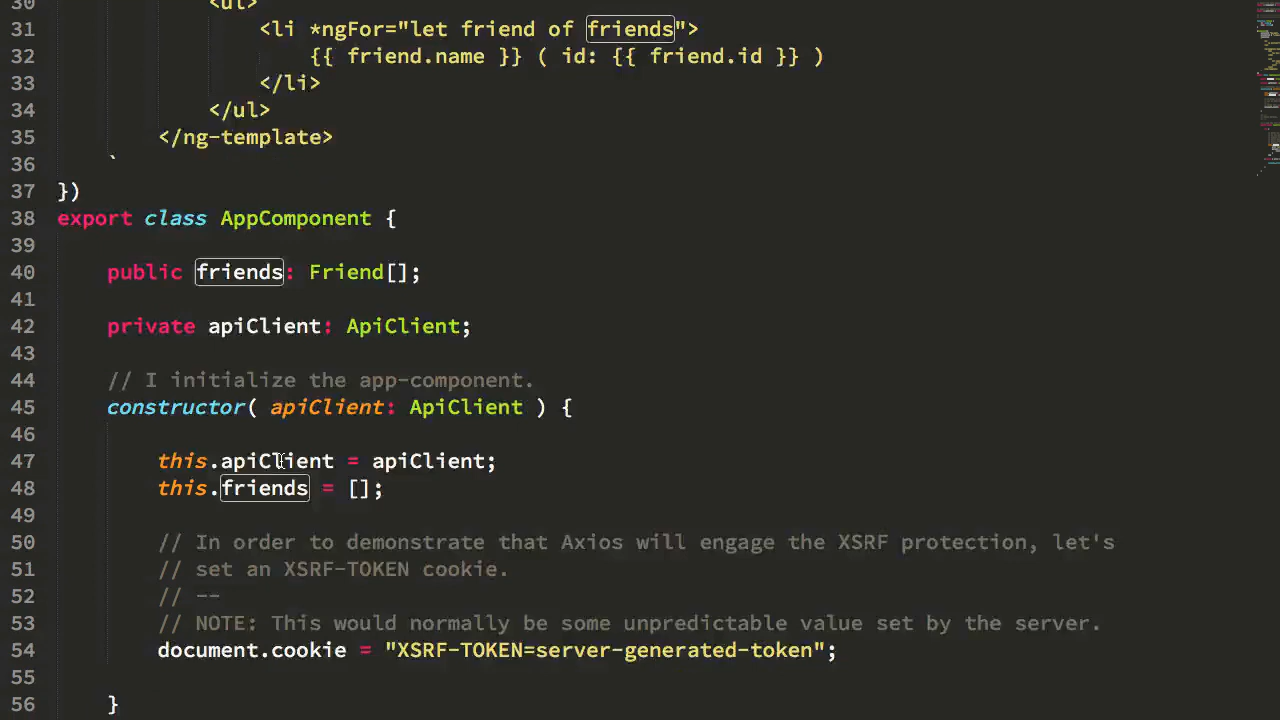 30 <ul>
31 <li *ngFor="let friend of friends">
32 {{ friend.name }} ( id: {{ friend.id }} )
33 </li>
34 </ul>
35 </ng-template>
36 `
37 })
38 export class AppComponent {
39
40 public friends: Friend[];
41
42 private apiClient: ApiClient;
43
44 // I initialize the app-component.
45 constructor( apiClient: ApiClient ) {
46
47 this.apiClient = apiClient;
48 this.friends = [];
49
50 // In order to demonstrate that Axios will engage the XSRF protection, let's
51 // set an XSRF-TOKEN cookie.
52 // --
53 // NOTE: This would normally be some unpredictable value set by the server.
54 document.cookie = "XSRF-TOKEN=server-generated-token";
55
56 }